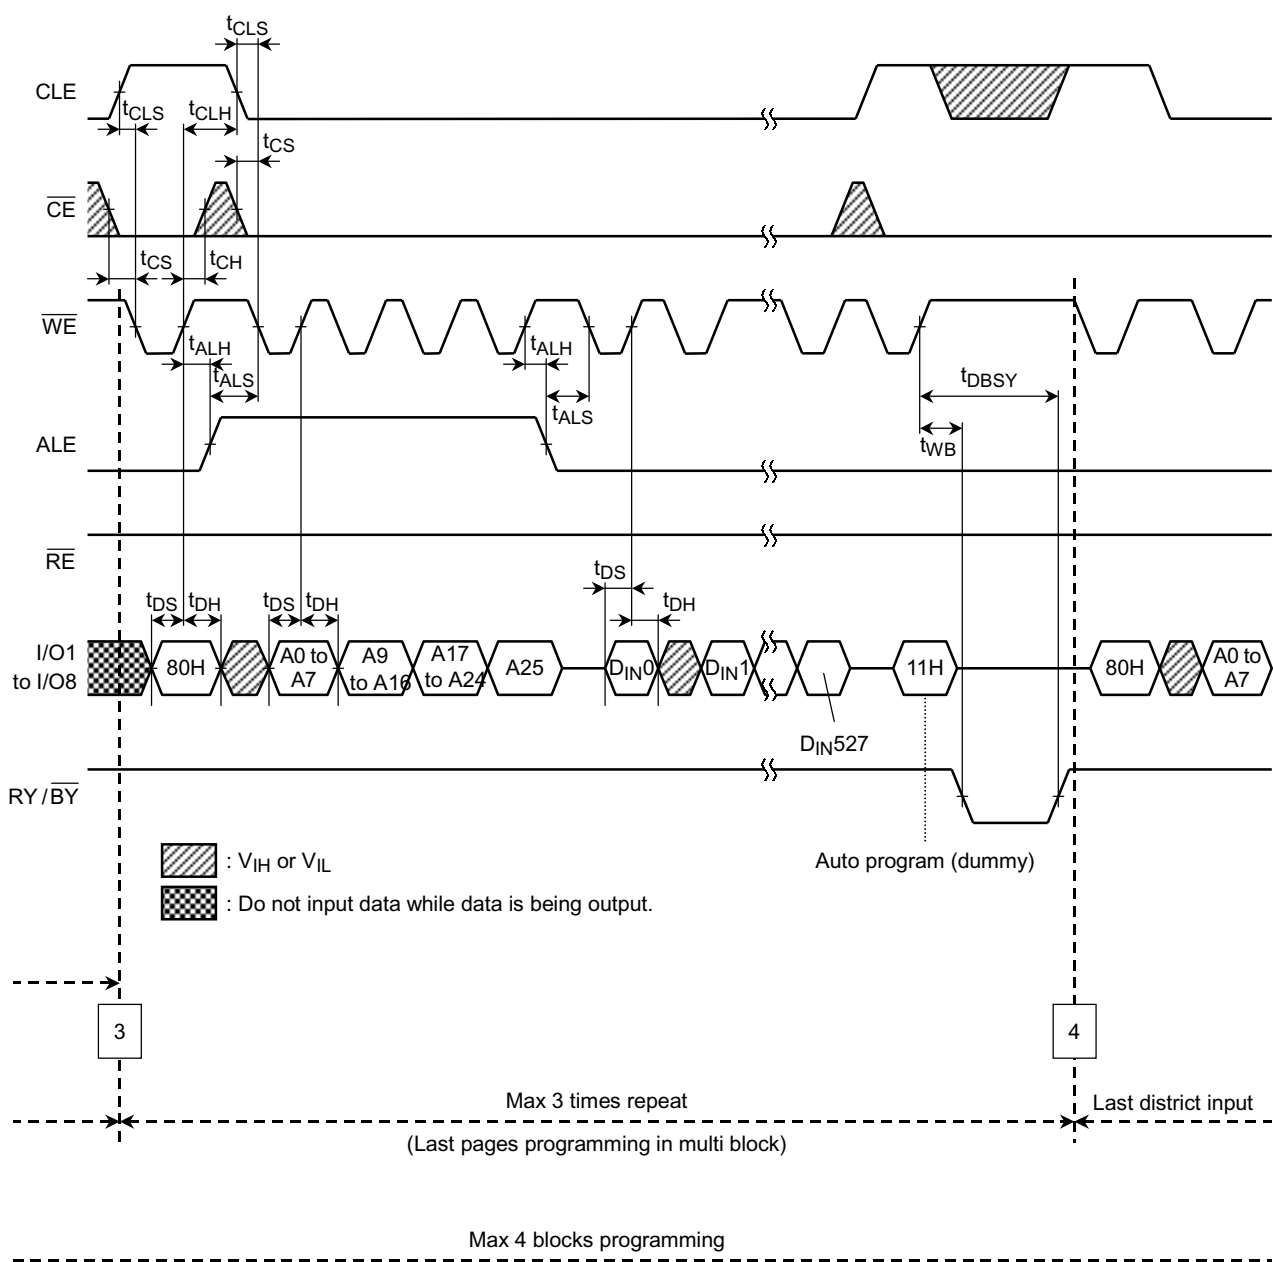 tCLS
CLE
tCLS tCLH
tCS
CE
tCS tCH
WE
tALH tALH
tALS tDBSY
tALS
ALE tWB
RE
tDS
tDS tDH tDS tDH tDH
I/O1
to I/O8
80H
A0 to
A7
A9
to A16
A17
to A24
A25
DIN0
DIN1
11H
80H
A0 to
A7
DIN527
RY/BY
: VIH or VIL
Auto program (dummy)
: Do not input data while data is being output.
3
4
Max 3 times repeat
Last district input
(Last pages programming in multi block)
Max 4 blocks programming